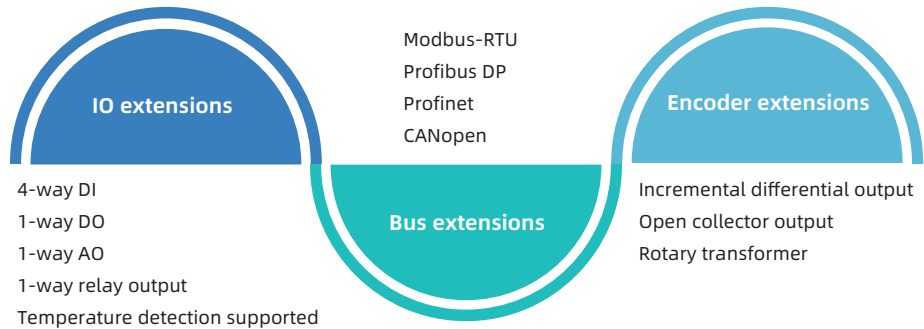 IO extensions
4-way DI
1-way DO
1-way AO
1-way relay output
Temperature detection supported
Modbus-RTU
Profibus DP
Profinet
CANopen
Bus extensions
Encoder extensions
Incremental differential output
Open collector output
Rotary transformer